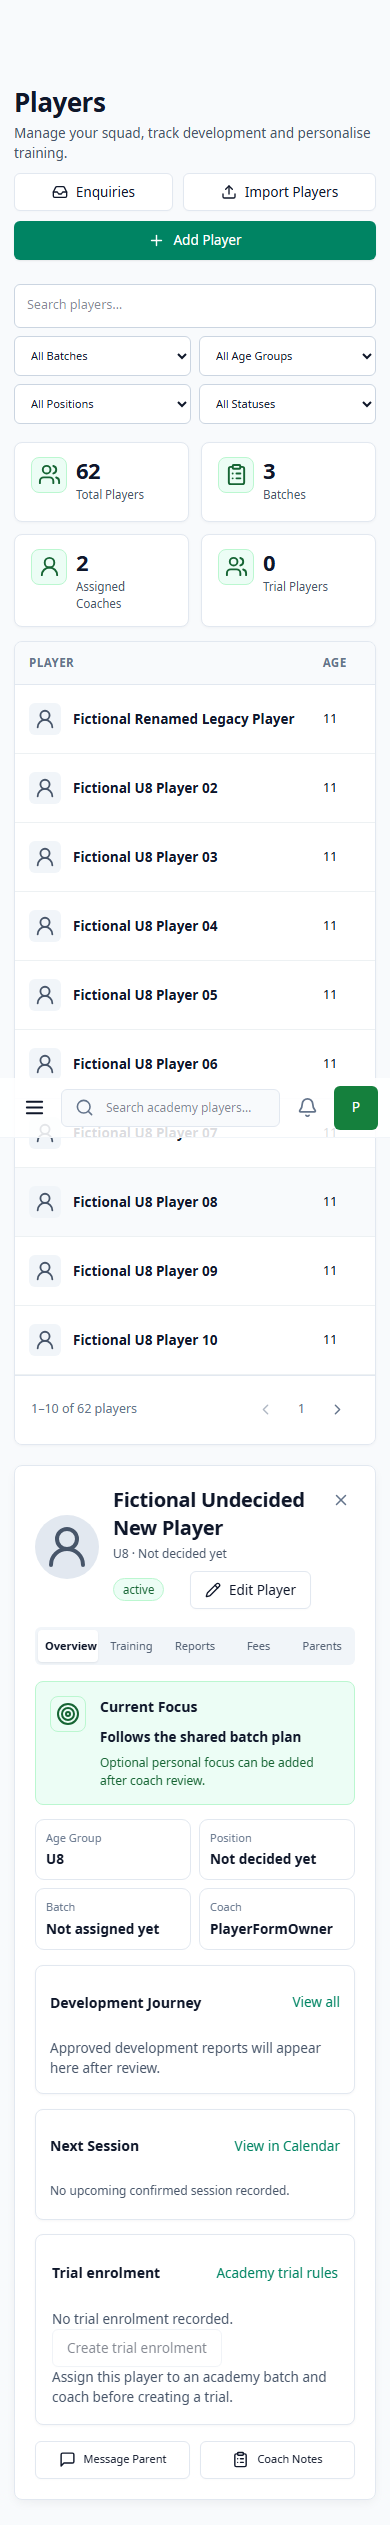 Players
Manage your squad, track development and personalise
training.
Enquiries
Import Players
Add Player
Search players...
All Batches
All Age Groups
All Positions
All Statuses
62
Total Players
3
Batches
2
Assigned
Coaches
0
Trial Players
PLAYER AGE
Fictional Renamed Legacy Player 11
Fictional U8 Player 02 11
Fictional U8 Player 03 11
Fictional U8 Player 04 11
Fictional U8 Player 05 11
Fictional U8 Player 06 11
Search academy players...
P
Fictional U8 Player 07 11
Fictional U8 Player 08 11
Fictional U8 Player 09 11
Fictional U8 Player 10 11
1–10 of 62 players
1
Fictional Undecided
New Player
U8 · Not decided yet
active
Edit Player
Overview Training Reports Fees Parents
Current Focus
Follows the shared batch plan
Optional personal focus can be added
after coach review.
Age Group
U8
Position
Not decided yet
Batch
Not assigned yet
Coach
PlayerFormOwner
Development Journey
View all
Approved development reports will appear
here after review.
Next Session
View in Calendar
No upcoming confirmed session recorded.
Trial enrolment
Academy trial rules
No trial enrolment recorded.
Create trial enrolment
Assign this player to an academy batch and
coach before creating a trial.
Message Parent
Coach Notes